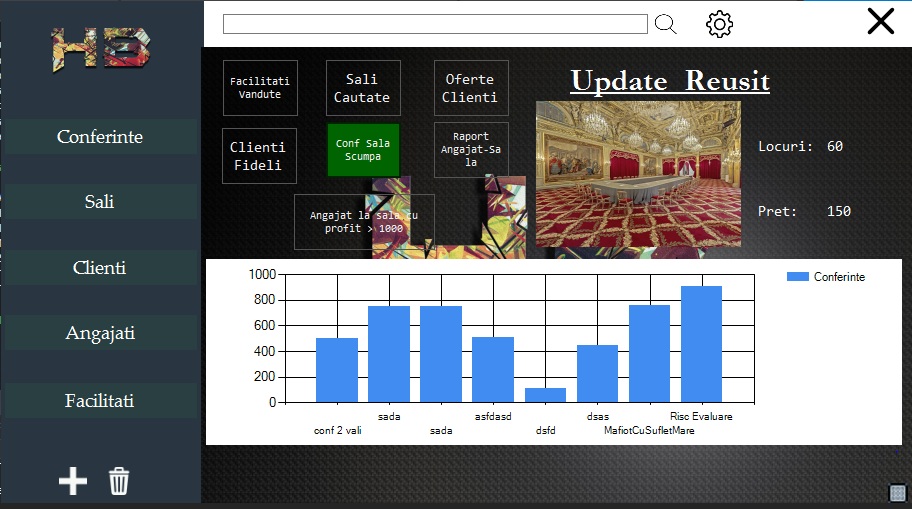 HB
Conferinte
Sali
Clienti
Angajati
Facilitati
Facilitati
Vandute
Sali
Cautate
Oferte
Clienti
Clienti
Fideli
Conf Sala
Scumpa
Raport
Angajat-Sa
la
Angajat la sala cu
profit > 1000
Update Reusit
Locuri: 60
Pret: 150
1000
800
600
400
200
0
Conferinte
sada
asfdasd
dsas
Risc Evaluare
conf 2 vali
sada
dsfd
MafiotCuSufletMare